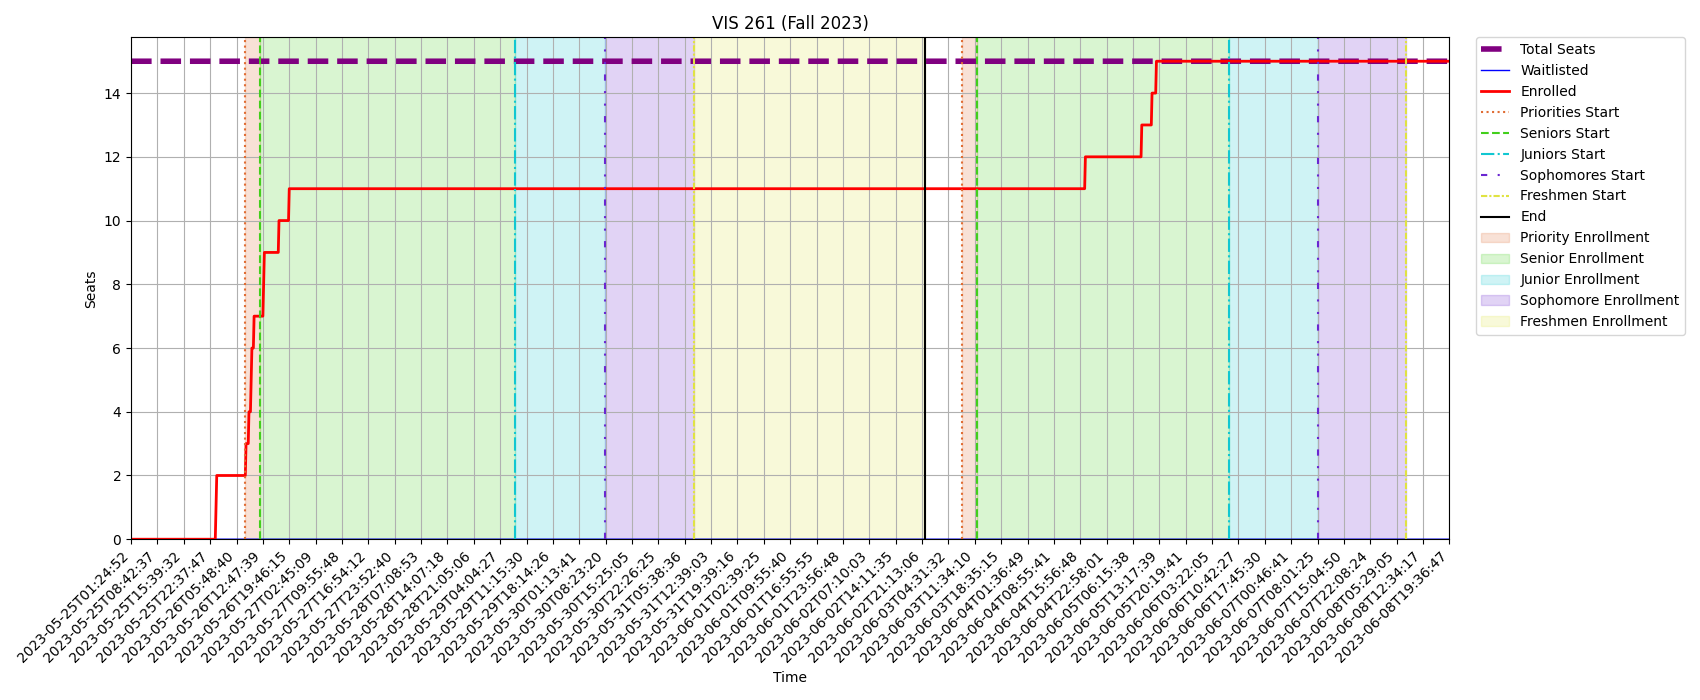 VIS 261 (Fall 2023)
Total Seats
Waitlisted
Enrolled
Priorities Start
Seniors Start
Juniors Start
Sophomores Start
Freshmen Start
End
Priority Enrollment
Senior Enrollment
Junior Enrollment
Sophomore Enrollment
Freshmen Enrollment
Seats
14
12
10
8
6
4
2
0
2023-05-25T01:24:52
2023-05-25T08:42:37
2023-05-25T15:39:32
2023-05-25T22:37:47
2023-05-26T05:48:40
2023-05-26T12:47:39
2023-05-26T19:46:15
2023-05-27T02:45:09
2023-05-27T09:55:48
2023-05-27T16:54:12
2023-05-27T23:52:40
2023-05-28T07:08:53
2023-05-28T14:07:18
2023-05-28T21:05:06
2023-05-29T04:04:27
2023-05-29T11:15:30
2023-05-29T18:14:26
2023-05-30T01:13:41
2023-05-30T08:23:20
2023-05-30T15:25:05
2023-05-30T22:26:25
2023-05-31T05:38:36
2023-05-31T12:39:03
2023-05-31T19:39:16
2023-06-01T02:39:25
2023-06-01T09:55:40
2023-06-01T16:55:55
2023-06-01T23:56:48
2023-06-02T07:10:03
2023-06-02T14:11:35
2023-06-02T21:13:06
2023-06-03T04:31:32
2023-06-03T11:34:10
2023-06-03T18:35:15
2023-06-04T01:36:49
2023-06-04T08:55:41
2023-06-04T15:56:48
2023-06-04T22:58:01
2023-06-05T06:15:38
2023-06-05T13:17:39
2023-06-05T20:19:41
2023-06-06T03:22:05
2023-06-06T10:42:27
2023-06-06T17:45:30
2023-06-07T00:46:41
2023-06-07T08:01:25
2023-06-07T15:04:50
2023-06-07T22:08:24
2023-06-08T05:29:05
2023-06-08T12:34:17
2023-06-08T19:36:47
Time